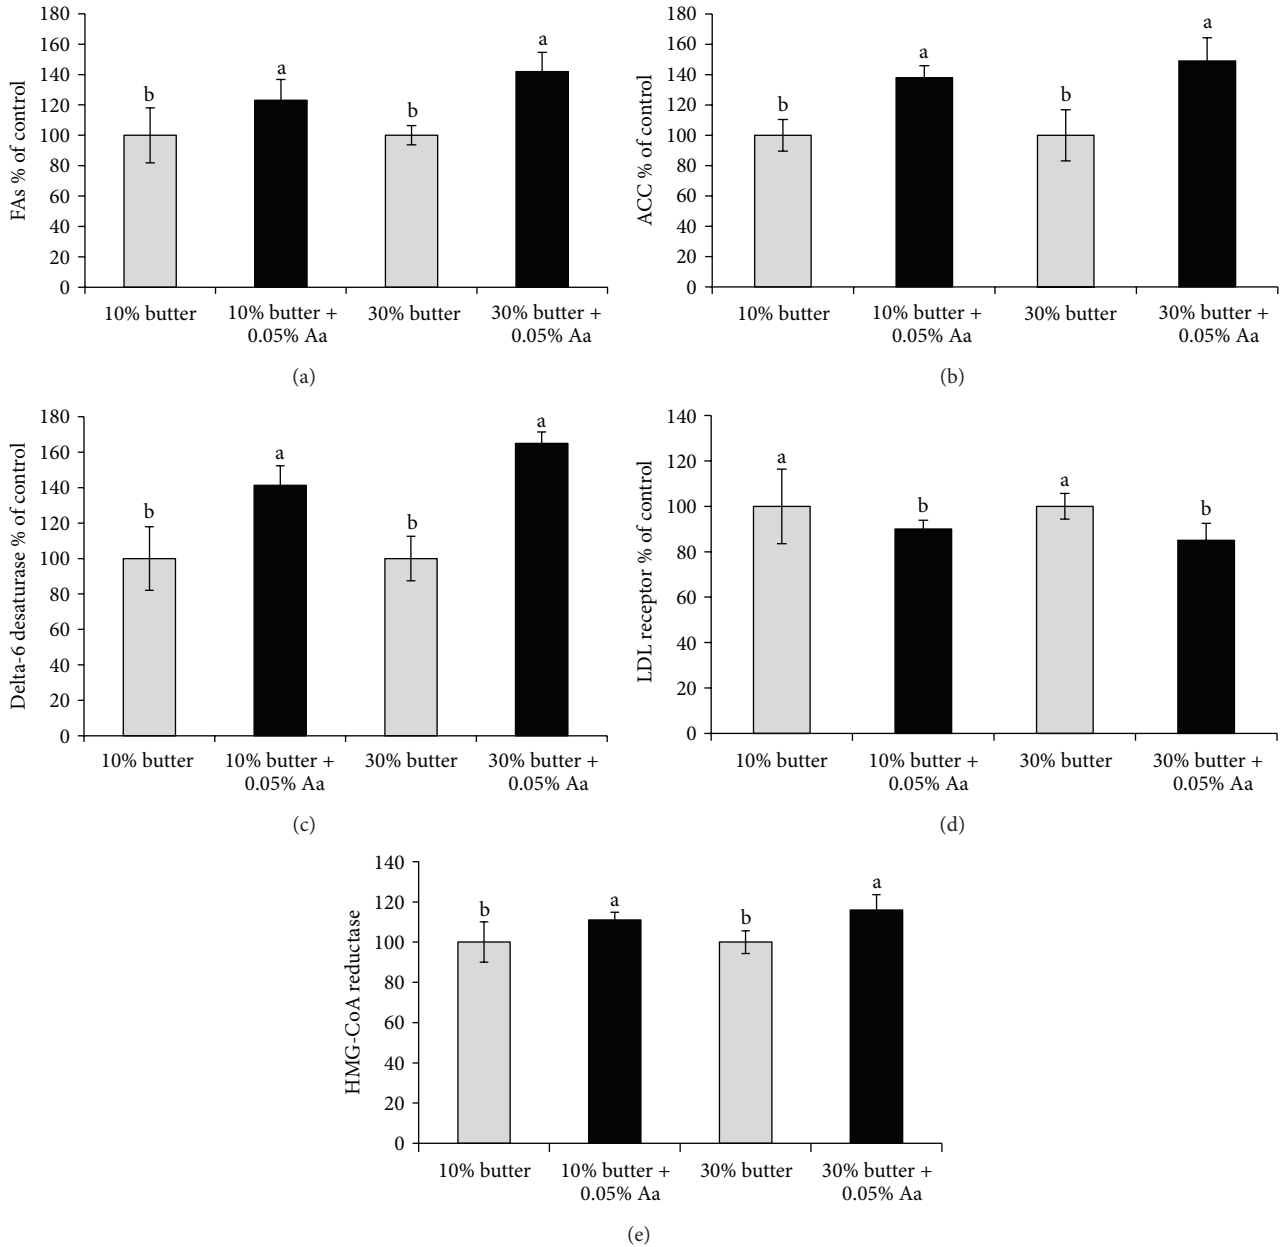 FAs % of control
180
160
140
120
100
80
60
40
20
0
b
a
b
a
10% butter
10% butter +
0.05% Aa
30% butter
30% butter +
0.05% Aa
(a)
ACC % of control
180
160
140
120
100
80
60
40
20
0
b
a
b
a
10% butter
10% butter +
0.05% Aa
30% butter
30% butter +
0.05% Aa
(b)
Delta-6 desaturase % of control
180
160
140
120
100
80
60
40
20
0
b
a
b
a
10% butter
10% butter +
0.05% Aa
30% butter
30% butter +
0.05% Aa
(c)
LDL receptor % of control
140
120
100
80
60
40
20
0
a
b
a
b
10% butter
10% butter +
0.05% Aa
30% butter
30% butter +
0.05% Aa
(d)
HMG-CoA reductase
140
120
100
80
60
40
20
0
b
a
b
a
10% butter
10% butter +
0.05% Aa
30% butter
30% butter +
0.05% Aa
(e)